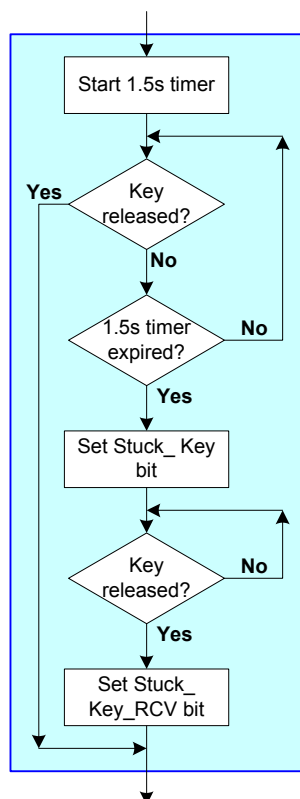 Start 1.5s timer
Yes
Key
released?
No
1.5s timer
expired?
No
Yes
Set Stuck_ Key
bit
Key
released?
No
Yes
Set Stuck_
Key_RCV bit